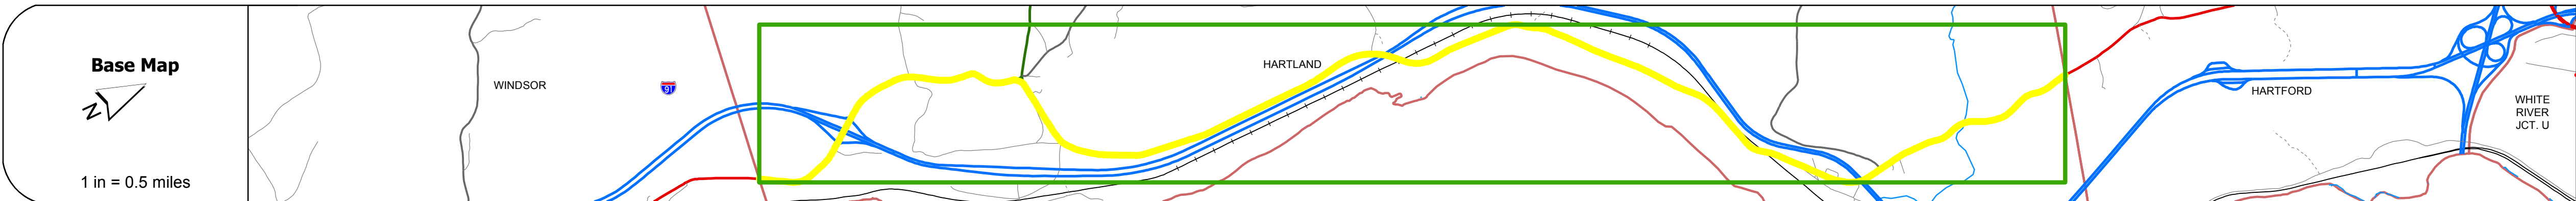 Base Map
N
1 in = 0.5 miles
WINDSOR
91
HARTLAND
HARTFORD
WHITE
RIVER
JCT. U